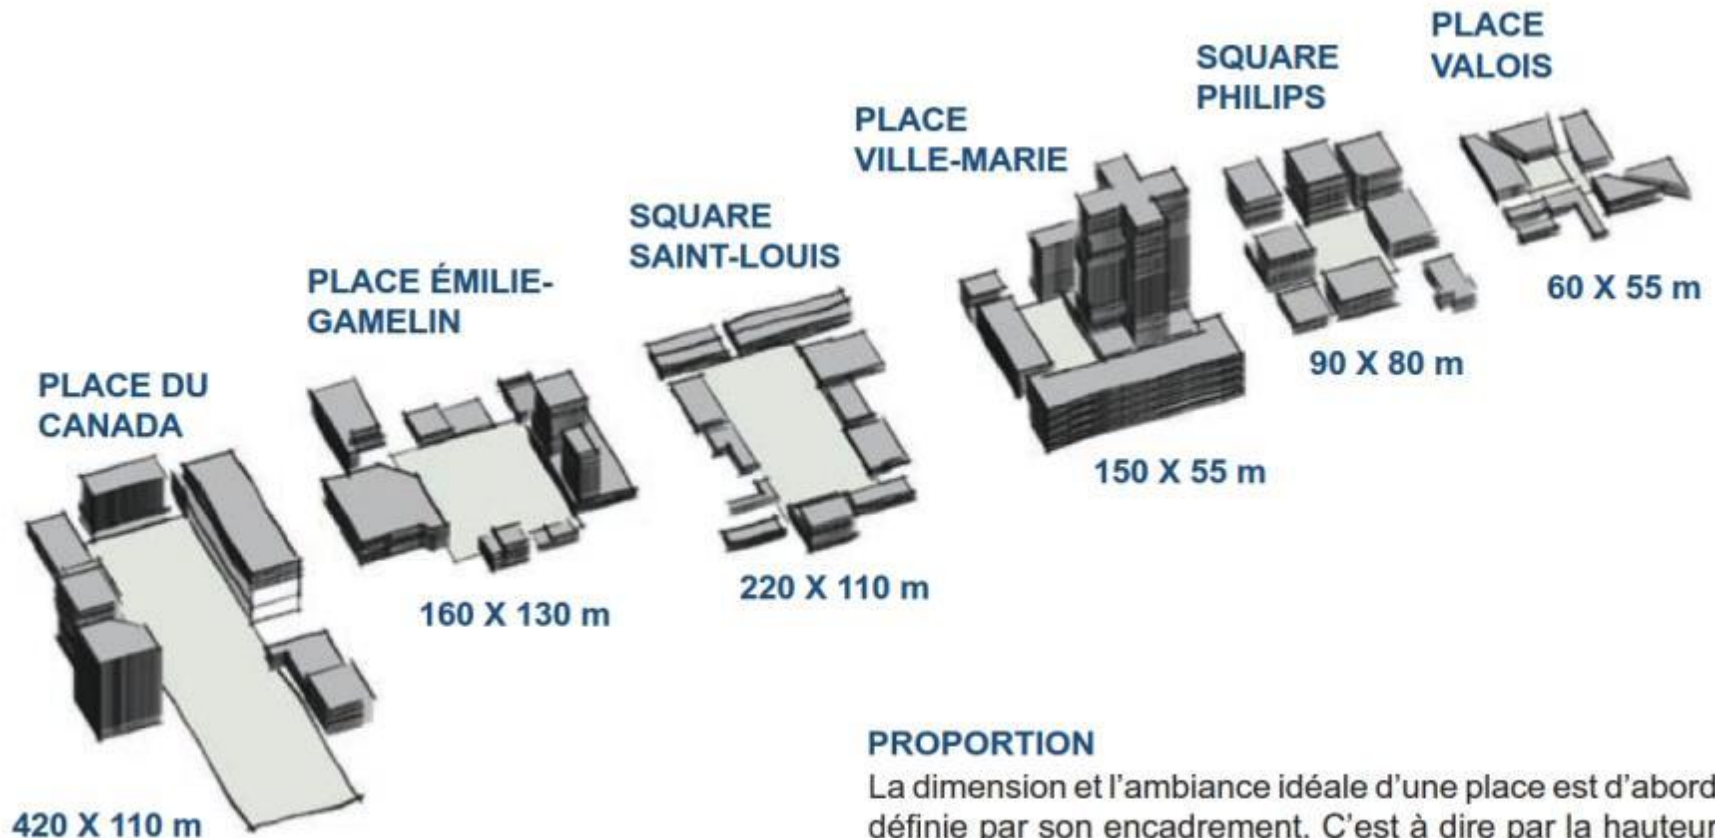 PLACE DU
CANADA
420 X 110 m
PLACE ÉMILIE-
GAMELIN
160 X 130 m
SQUARE
SAINT-LOUIS
220 X 110 m
PLACE
VILLE-MARIE
150 X 55 m
SQUARE
PHILIPS
90 X 80 m
PLACE
VALOIS
60 X 55 m
PROPORTION
La dimension et l'ambiance idéale d'une place est d'abord
définie par son encadrement. C'est à dire par la hauteur